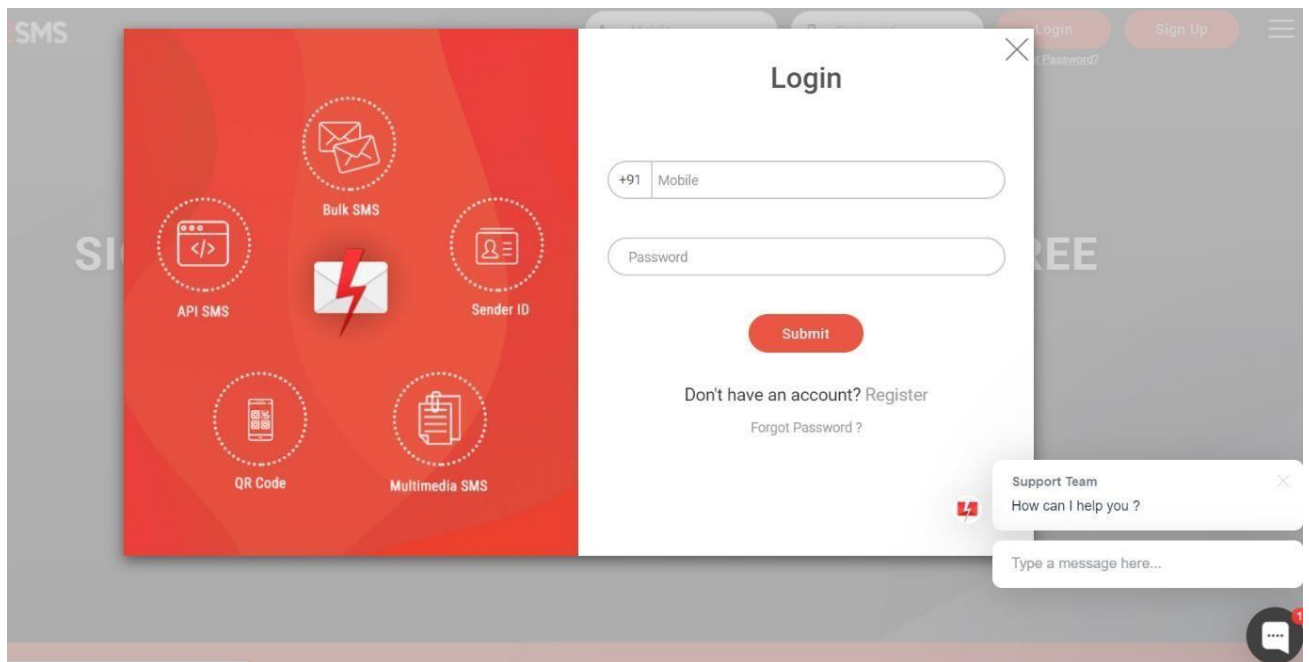 SMS
Login
Sign Up
Password?
Login
+91 Mobile
Password
Submit
Don't have an account? Register
Forgot Password ?
Bulk SMS
API SMS
Sender ID
QR Code
Multimedia SMS
Support Team
How can I help you ?
Type a message here...
1